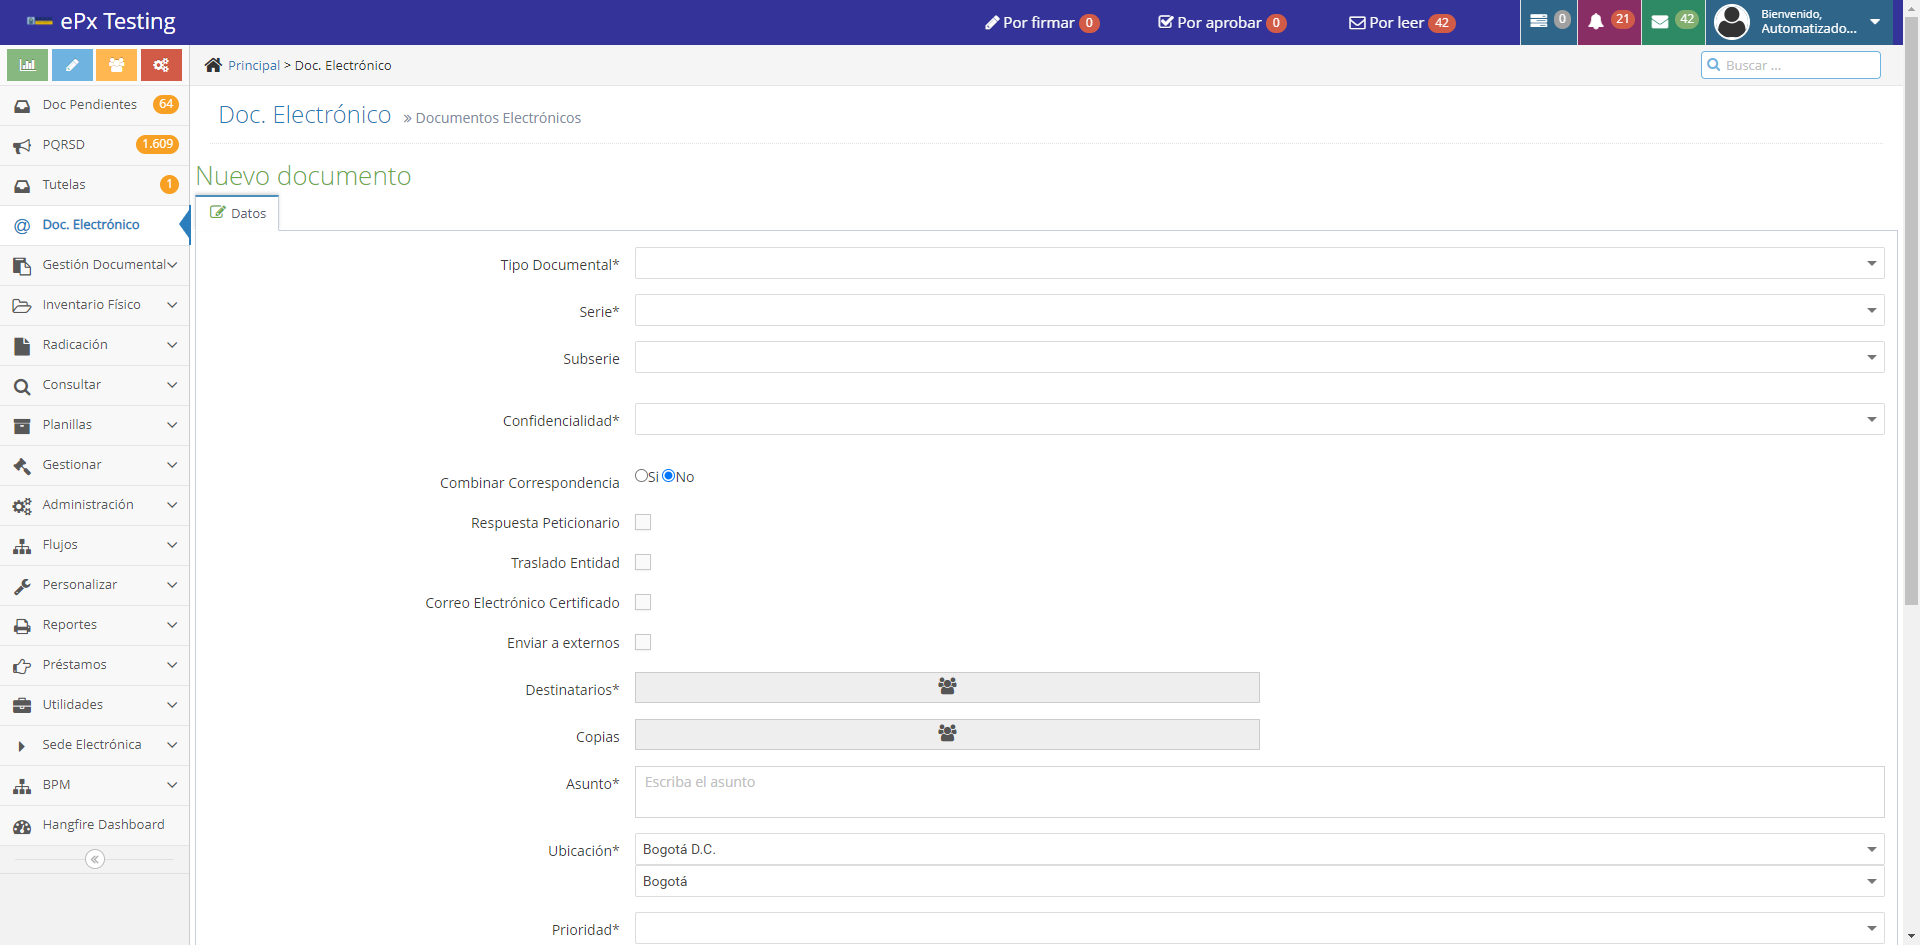 ePx Testing
Por firmar 0
Por aprobar 0
Por leer 42
0
21
42
Bienvenido,
Automatizado...
Principal > Doc. Electrónico
Buscar ...
Doc Pendientes 64
PQRSD 1.609
Tutelas 1
@ Doc. Electrónico
Gestión Documental
Inventario Físico
Radicación
Consultar
Planillas
Gestionar
Administración
Flujos
Personalizar
Reportes
Préstamos
Utilidades
Sede Electrónica
BPM
Hangfire Dashboard
Doc. Electrónico » Documentos Electrónicos
Nuevo documento
Datos
Tipo Documental*
Serie*
Subserie
Confidencialidad*
Combinar Correspondencia Si No
Respuesta Peticionario
Traslado Entidad
Correo Electrónico Certificado
Enviar a externos
Destinatarios*
Copias
Asunto* Escriba el asunto
Ubicación* Bogotá D.C.
Bogotá
Prioridad*